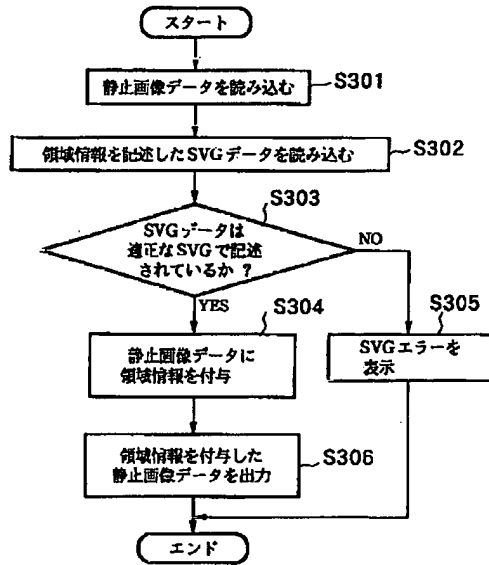 スタート
静止画像データを読み込む
S301
領域情報を記述したSVGデータを読み込む
S302
S303
SVGデータは
適正なSVGで記述
されているか？
NO
YES
S304
静止画像データに
領域情報を付与
S305
SVGエラーを
表示
領域情報を付与した
静止画像データを出力
S306
エンド